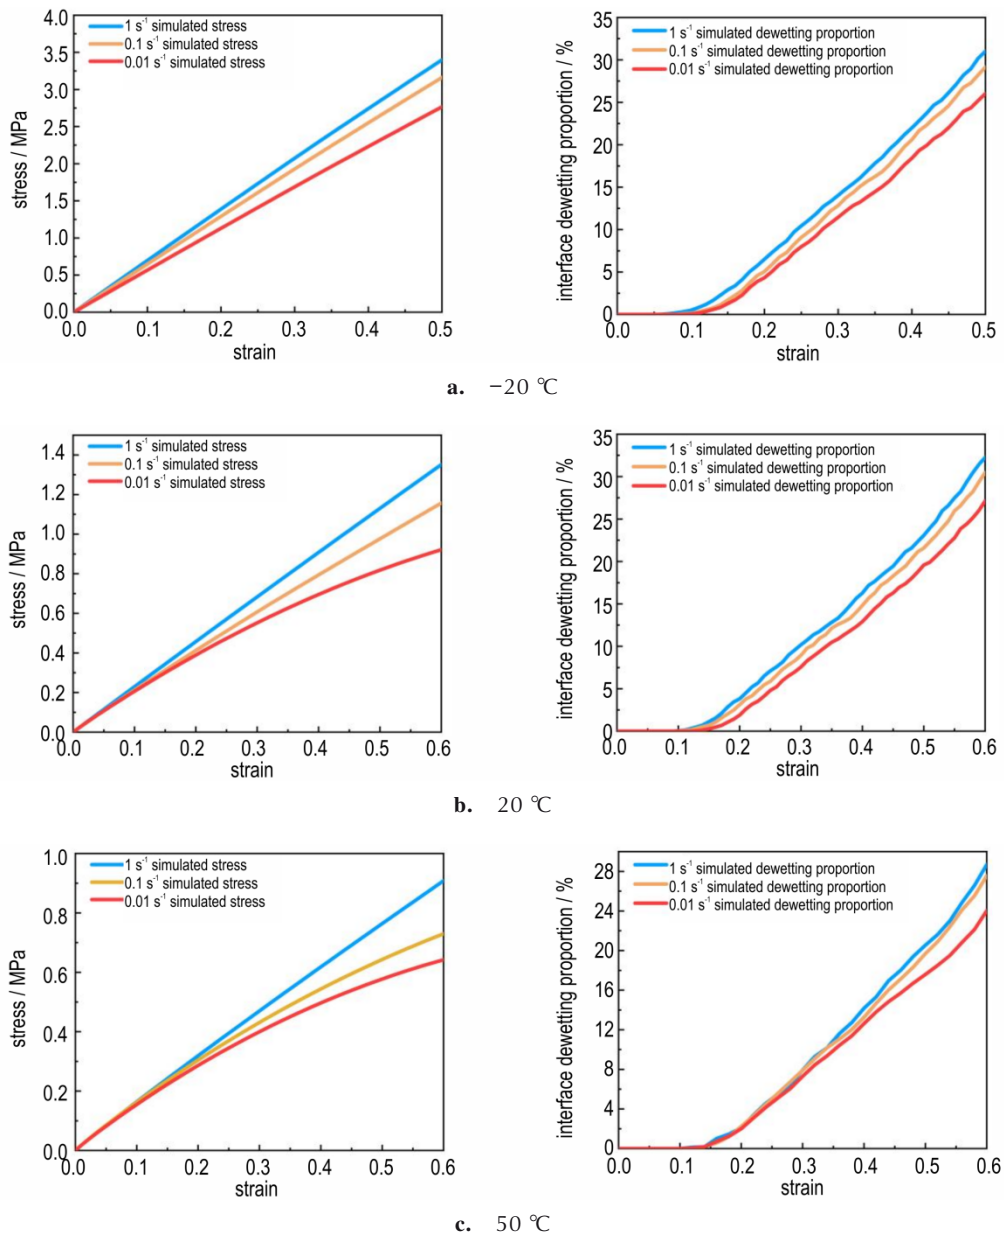 4.0
3.5
3.0
2.5
2.0
1.5
1.0
0.5
0.0
stress / MPa
1 s⁻¹ simulated stress
0.1 s⁻¹ simulated stress
0.01 s⁻¹ simulated stress
0.0 0.1 0.2 0.3 0.4 0.5
strain
35
30
25
20
15
10
5
0
interface dewetting proportion / %
1 s⁻¹ simulated dewetting proportion
0.1 s⁻¹ simulated dewetting proportion
0.01 s⁻¹ simulated dewetting proportion
0.0 0.1 0.2 0.3 0.4 0.5
strain
a. −20 ℃
1.4
1.2
1.0
0.8
0.6
0.4
0.2
0.0
stress / MPa
1 s⁻¹ simulated stress
0.1 s⁻¹ simulated stress
0.01 s⁻¹ simulated stress
0.0 0.1 0.2 0.3 0.4 0.5 0.6
strain
35
30
25
20
15
10
5
0
interface dewetting proportion / %
1 s⁻¹ simulated dewetting proportion
0.1 s⁻¹ simulated dewetting proportion
0.01 s⁻¹ simulated dewetting proportion
0.0 0.1 0.2 0.3 0.4 0.5 0.6
strain
b. 20 ℃
1.0
0.8
0.6
0.4
0.2
0.0
stress / MPa
1 s⁻¹ simulated stress
0.1 s⁻¹ simulated stress
0.01 s⁻¹ simulated stress
0.0 0.1 0.2 0.3 0.4 0.5 0.6
strain
28
24
20
16
12
8
4
0
interface dewetting proportion / %
1 s⁻¹ simulated dewetting proportion
0.1 s⁻¹ simulated dewetting proportion
0.01 s⁻¹ simulated dewetting proportion
0.0 0.1 0.2 0.3 0.4 0.5 0.6
strain
c. 50 ℃